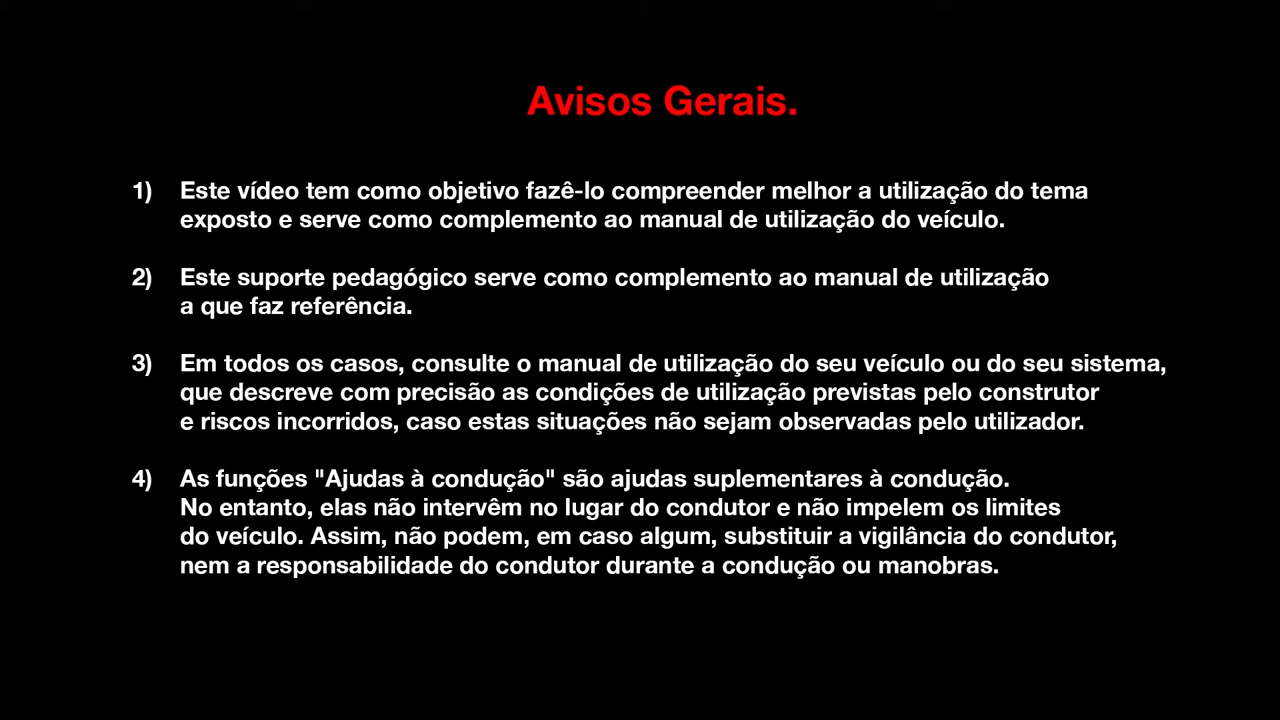 Avisos Gerais.
1) Este vídeo tem como objetivo fazê-lo compreender melhor a utilização do tema
exposto e serve como complemento ao manual de utilização do veículo.
2) Este suporte pedagógico serve como complemento ao manual de utilização
a que faz referência.
3) Em todos os casos, consulte o manual de utilização do seu veículo ou do seu sistema,
que descreve com precisão as condições de utilização previstas pelo construtor
e riscos incorridos, caso estas situações não sejam observadas pelo utilizador.
4) As funções "Ajudas à condução" são ajudas suplementares à condução.
No entanto, elas não intervêm no lugar do condutor e não impelem os limites
do veículo. Assim, não podem, em caso algum, substituir a vigilância do condutor,
nem a responsabilidade do condutor durante a condução ou manobras.